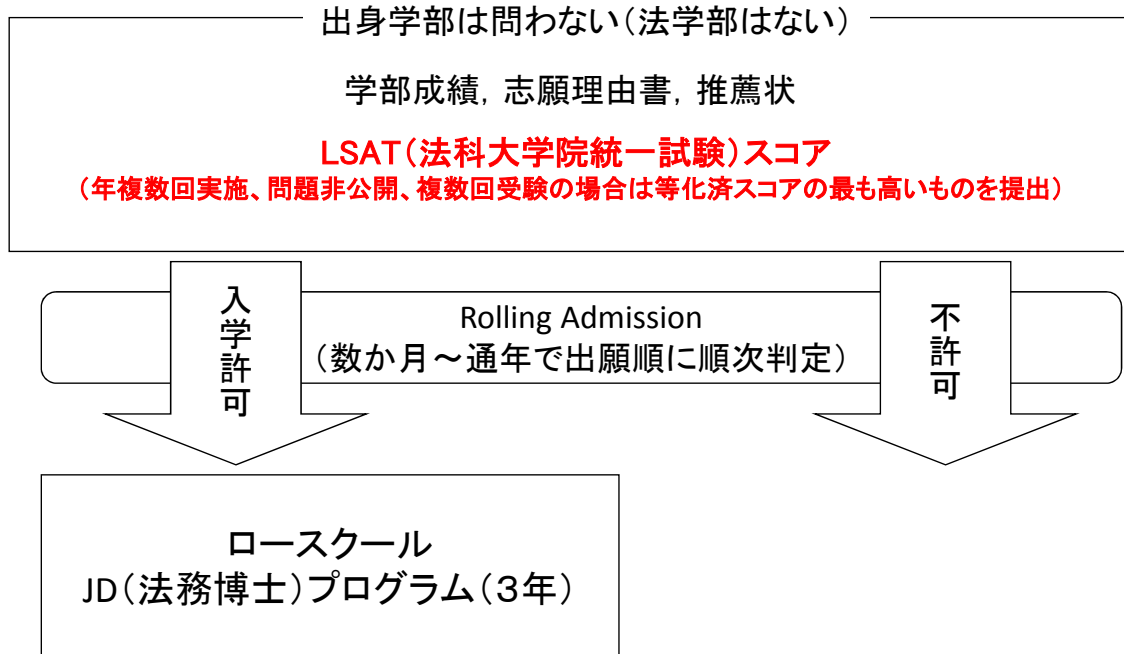 出身学部は問わない（法学部はない）
学部成績，志願理由書，推薦状
LSAT（法科大学院統一試験）スコア
（年複数回実施、問題非公開、複数回受験の場合は等化済スコアの最も高いものを提出）
入学許可
Rolling Admission
（数か月～通年で出願順に順次判定）
不許可
ロースクール
JD（法務博士）プログラム（３年）